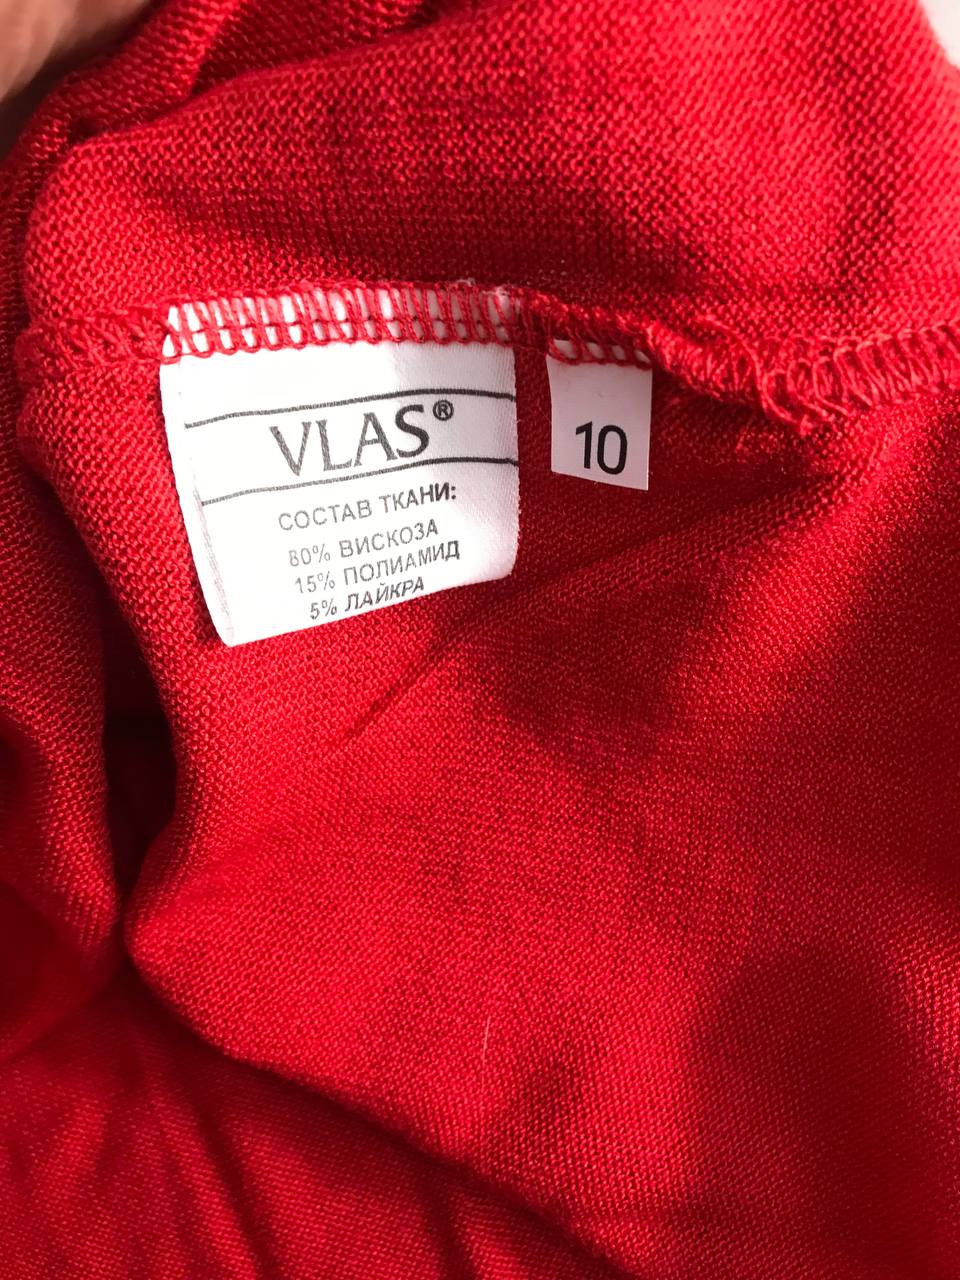 VLAS®
СОСТАВ ТКАНИ:
80% ВИСКОЗА
15% ПОЛИАМИД
5% ЛАЙКРА
10